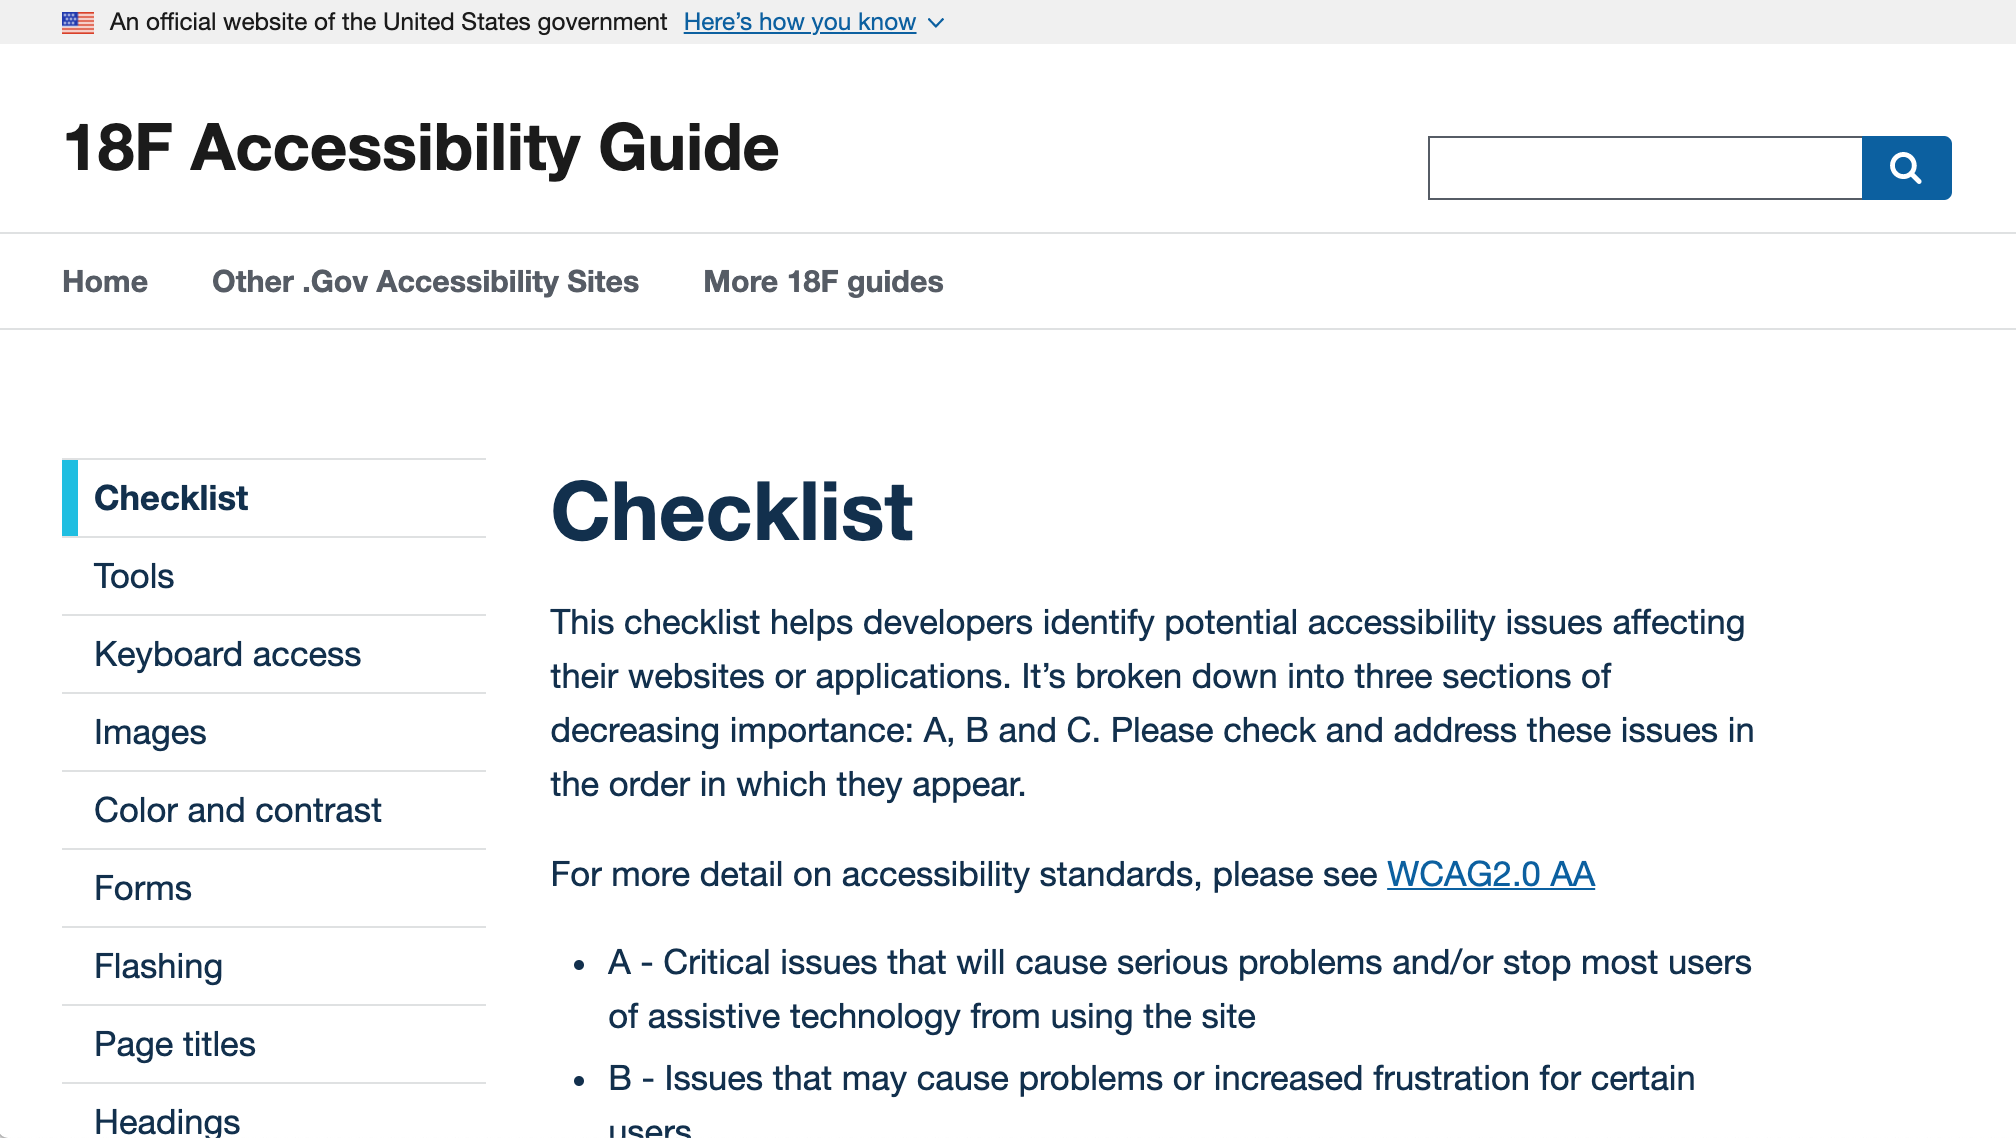 An official website of the United States government Here’s how you know
18F Accessibility Guide
Home Other .Gov Accessibility Sites More 18F guides
Checklist
Tools
Keyboard access
Images
Color and contrast
Forms
Flashing
Page titles
Headings
Checklist
This checklist helps developers identify potential accessibility issues affecting
their websites or applications. It’s broken down into three sections of
decreasing importance: A, B and C. Please check and address these issues in
the order in which they appear.
For more detail on accessibility standards, please see WCAG2.0 AA
• A - Critical issues that will cause serious problems and/or stop most users
of assistive technology from using the site
• B - Issues that may cause problems or increased frustration for certain
users